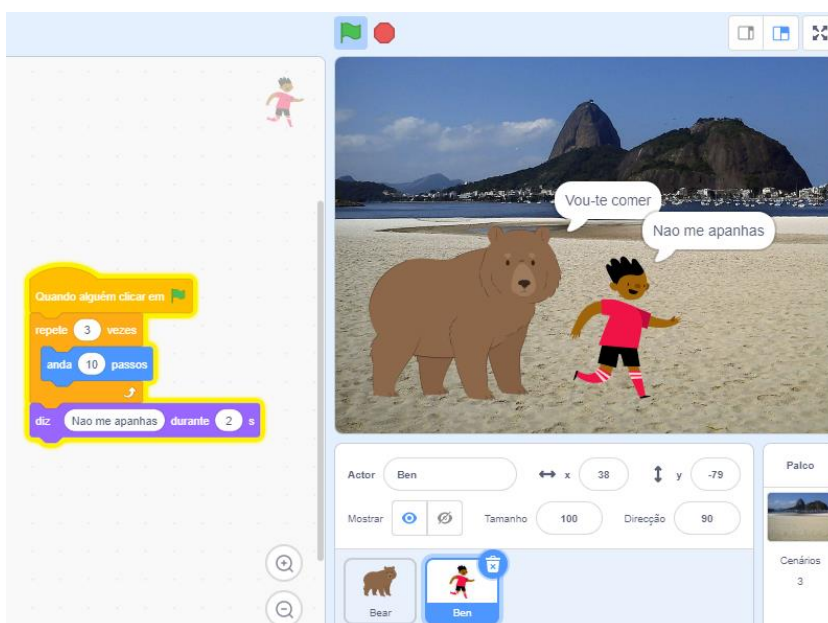 Quando alguém clicar em
repete 3 vezes
anda 10 passos
diz Nao me apanhas durante 2 s
Vou-te comer
Nao me apanhas
Actor Ben x 38 y -79
Mostrar Tamanho 100 Direcção 90
Bear
Ben
Palco
Cenários
3